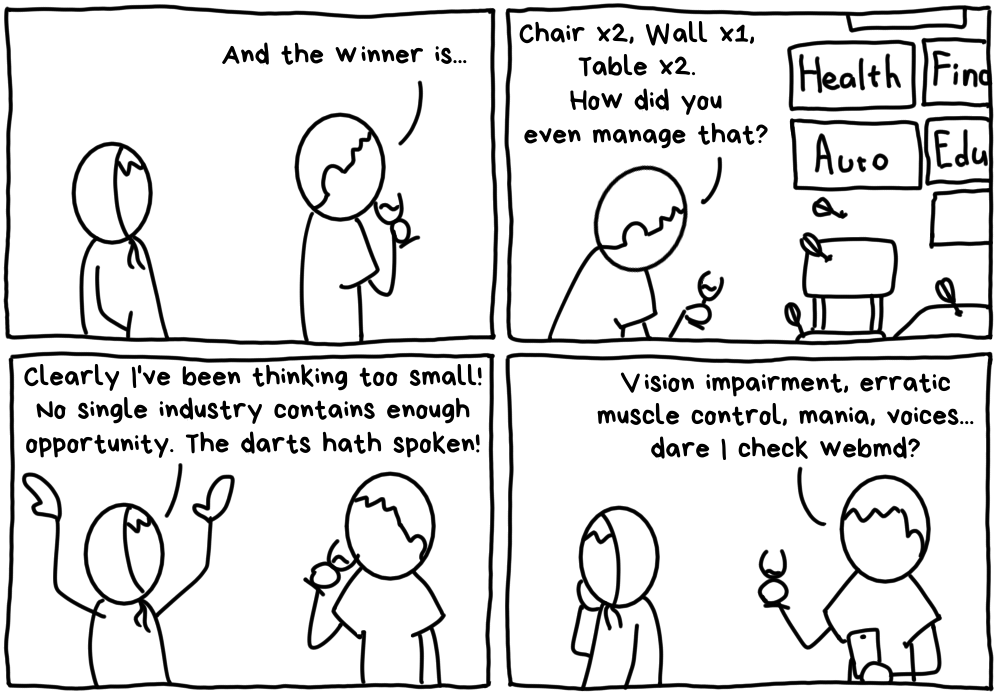 And the winner is...
Chair x2, Wall x1,
Table x2.
How did you
even manage that?
Health
Finc
Auto
Edu
Clearly I've been thinking too small!
No single industry contains enough
opportunity. The darts hath spoken!
Vision impairment, erratic
muscle control, mania, voices...
dare I check WebMD?